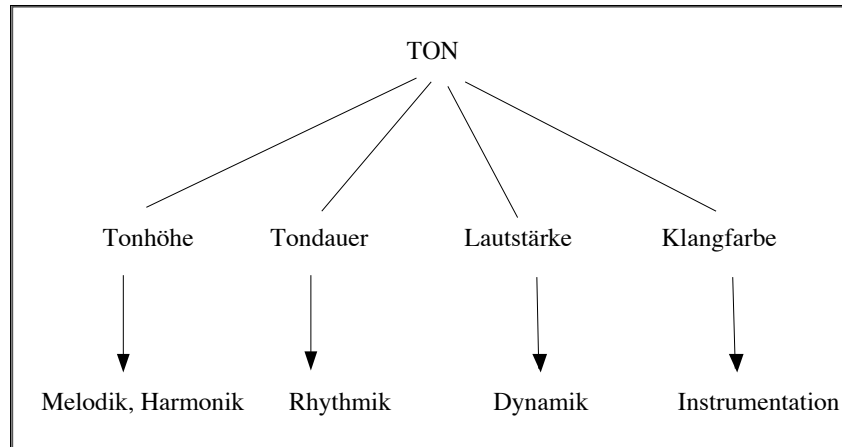 TON
Tonhöhe Tondauer Lautstärke Klangfarbe
Melodik, Harmonik Rhythmik Dynamik Instrumentation